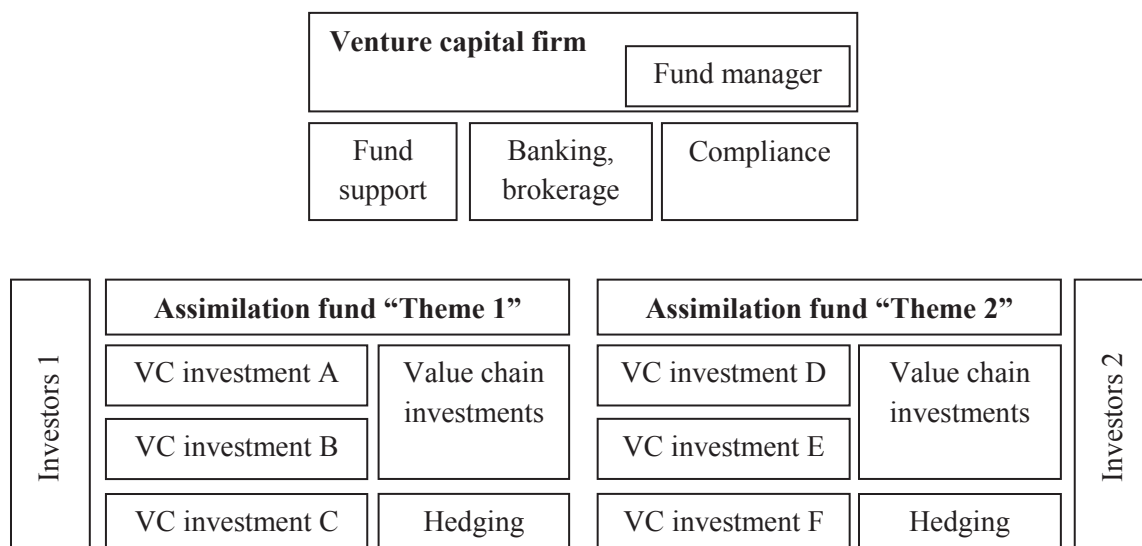 Venture capital firm
Fund manager
Fund
support
Banking,
brokerage
Compliance
Investors 1
Assimilation fund “Theme 1”
VC investment A
VC investment B
VC investment C
Value chain
investments
Hedging
Assimilation fund “Theme 2”
VC investment D
VC investment E
VC investment F
Value chain
investments
Hedging
Investors 2